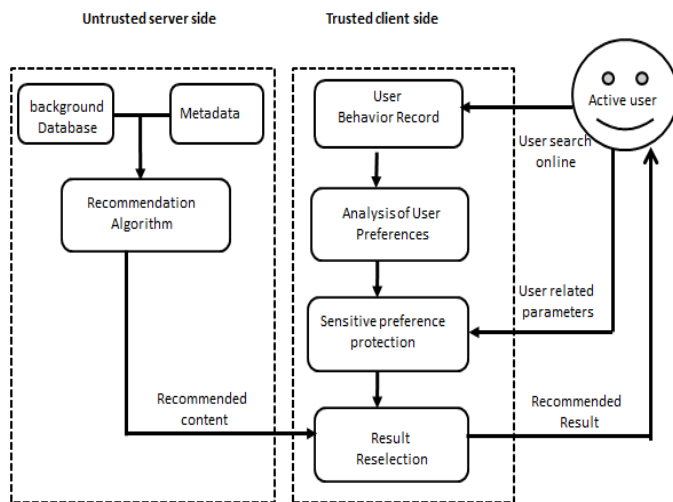 Untrusted server side
Trusted client side
background
Database
Metadata
Recommendation
Algorithm
User
Behavior Record
Active user
User search
online
Analysis of User
Preferences
User related
parameters
Sensitive preference
protection
Recommended
content
Recommended
Result
Result
Reselection